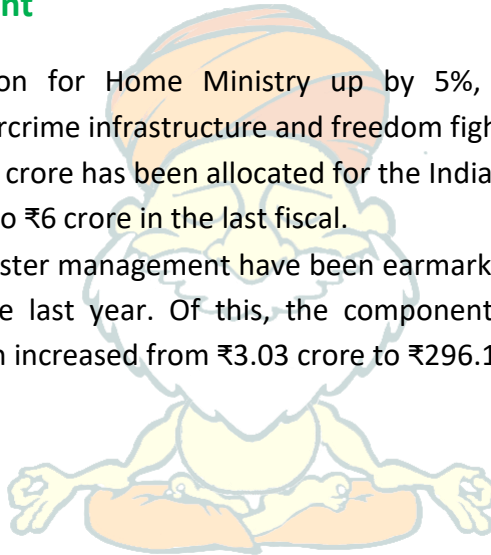 nt
on for Home Ministry up by 5%,
rcrime infrastructure and freedom figh
crore has been allocated for the India
o ₹6 crore in the last fiscal.
ster management have been earmark
e last year. Of this, the component
n increased from ₹3.03 crore to ₹296.1